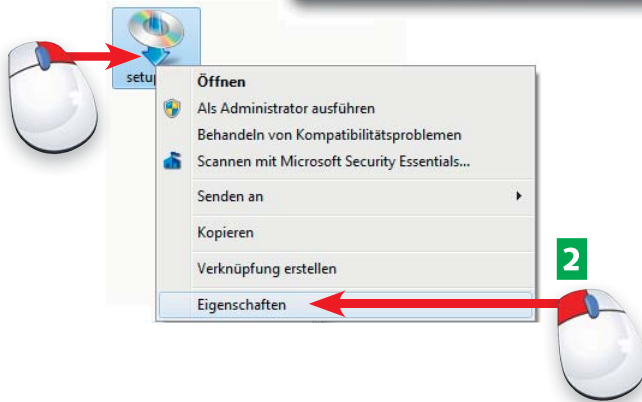 setu
Öffnen
Als Administrator ausführen
Behandeln von Kompatibilitätsproblemen
Scannen mit Microsoft Security Essentials...
Senden an
Kopieren
Verknüpfung erstellen
2
Eigenschaften